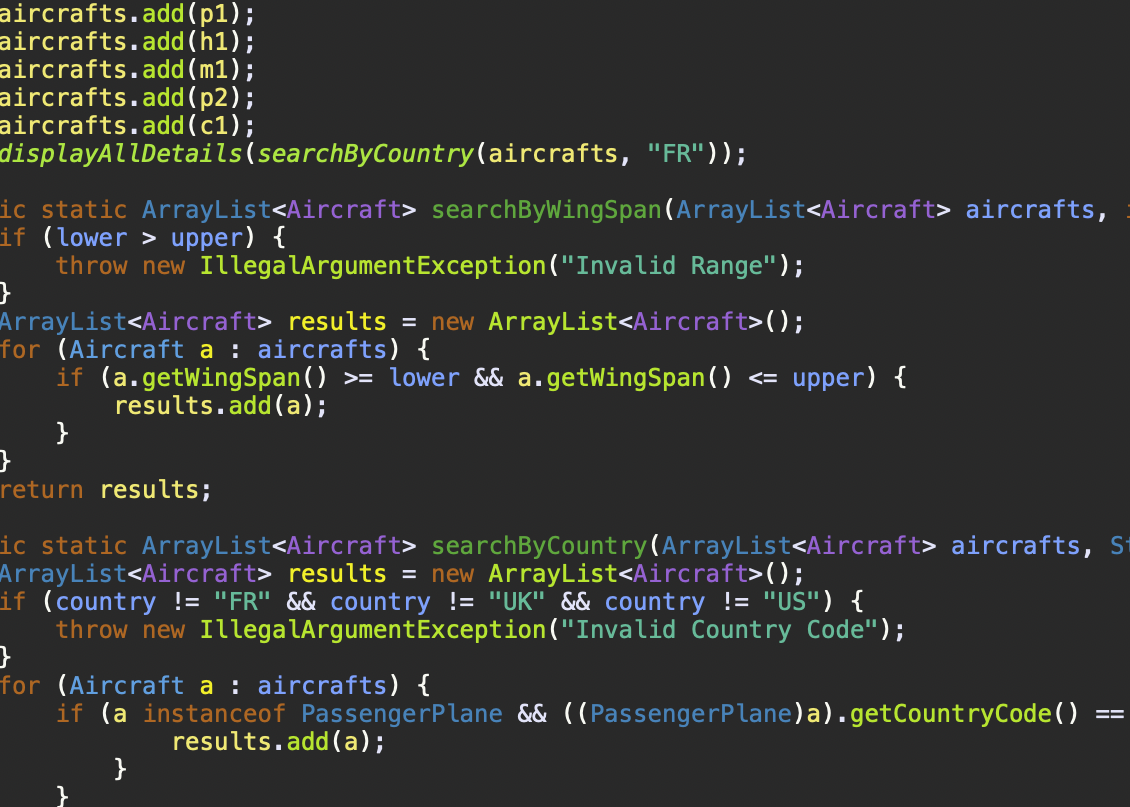 aircrafts.add(p1);
aircrafts.add(h1);
aircrafts.add(m1);
aircrafts.add(p2);
aircrafts.add(c1);
displayAllDetails(searchByCountry(aircrafts, "FR"));
ic static ArrayList<Aircraft> searchByWingSpan(ArrayList<Aircraft> aircrafts, i
if (lower > upper) {
throw new IllegalArgumentException("Invalid Range");
}
ArrayList<Aircraft> results = new ArrayList<Aircraft>();
for (Aircraft a : aircrafts) {
if (a.getWingSpan() >= lower && a.getWingSpan() <= upper) {
results.add(a);
}
}
return results;
ic static ArrayList<Aircraft> searchByCountry(ArrayList<Aircraft> aircrafts, St
ArrayList<Aircraft> results = new ArrayList<Aircraft>();
if (country != "FR" && country != "UK" && country != "US") {
throw new IllegalArgumentException("Invalid Country Code");
}
for (Aircraft a : aircrafts) {
if (a instanceof PassengerPlane && ((PassengerPlane)a).getCountryCode() ==
results.add(a);
}
}